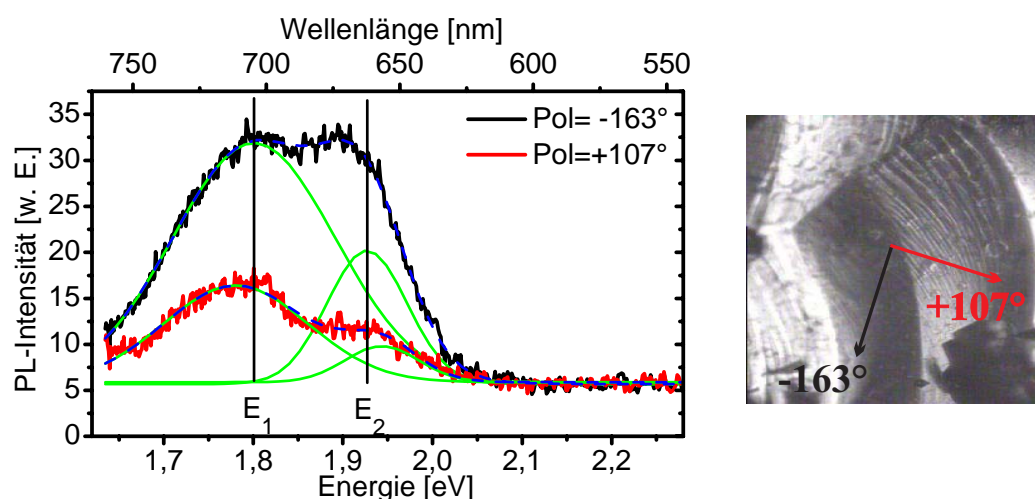 Wellenlänge [nm]
750 700 650 600 550
PL-Intensität [w. E.]
35
30
25
20
15
10
5
0
Pol= -163°
Pol=+107°
E1 E2
1,7 1,8 1,9 2,0 2,1 2,2
Energie [eV]
+107°
-163°